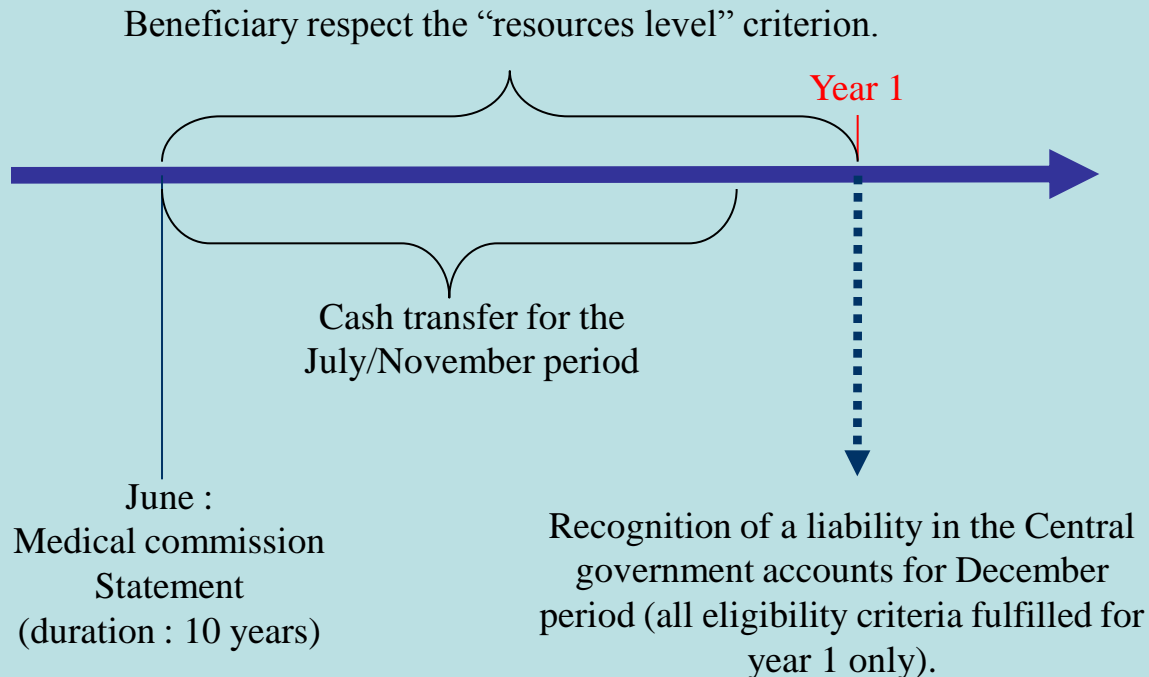 Beneficiary respect the “resources level” criterion.
Year 1
Cash transfer for the
July/November period
June :
Medical commission
Statement
(duration : 10 years)
Recognition of a liability in the Central
government accounts for December
period (all eligibility criteria fulfilled for
year 1 only).